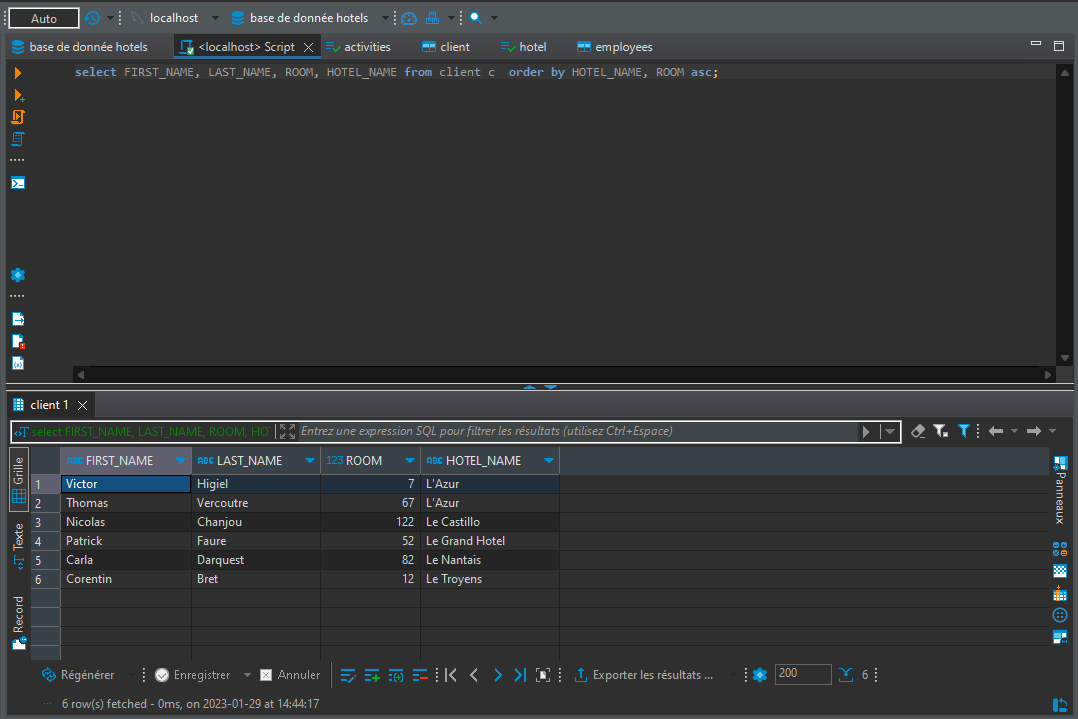 Auto localhost base de donnée hotels
base de donnée hotels <localhost> Script activities client hotel employees
select FIRST_NAME, LAST_NAME, ROOM, HOTEL_NAME from client c  order by HOTEL_NAME, ROOM asc;
client 1
select FIRST_NAME, LAST_NAME, ROOM, HO Entrez une expression SQL pour filtrer les résultats (utilisez Ctrl+Espace)
Grille
Texte
Record
ABC FIRST_NAME ABC LAST_NAME 123 ROOM ABC HOTEL_NAME
1 Victor Higiel 7 L'Azur
2 Thomas Vercoutre 67 L'Azur
3 Nicolas Chanjou 122 Le Castillo
4 Patrick Faure 52 Le Grand Hotel
5 Carla Darquest 82 Le Nantais
6 Corentin Bret 12 Le Troyens
Panneaux
Régénérer Enregistrer Annuler Exporter les résultats ... 200 6
6 row(s) fetched - 0ms, on 2023-01-29 at 14:44:17